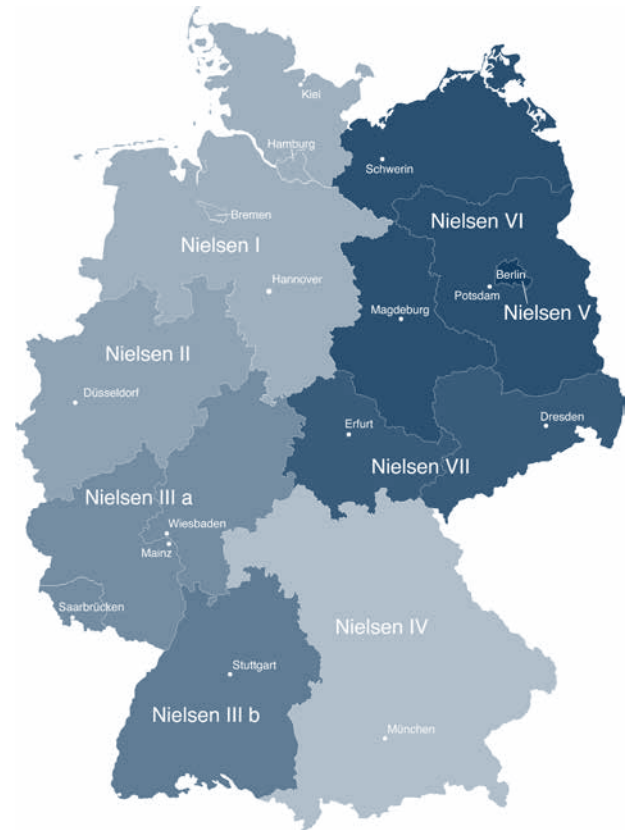 Kiel
Hamburg
Schwerin
Bremen
Nielsen VI
Nielsen I
Berlin
Hannover
Potsdam
Magdeburg
Nielsen V
Nielsen II
Düsseldorf
Dresden
Erfurt
Nielsen VII
Nielsen III a
Wiesbaden
Mainz
Saarbrücken
Nielsen IV
Stuttgart
Nielsen III b
München